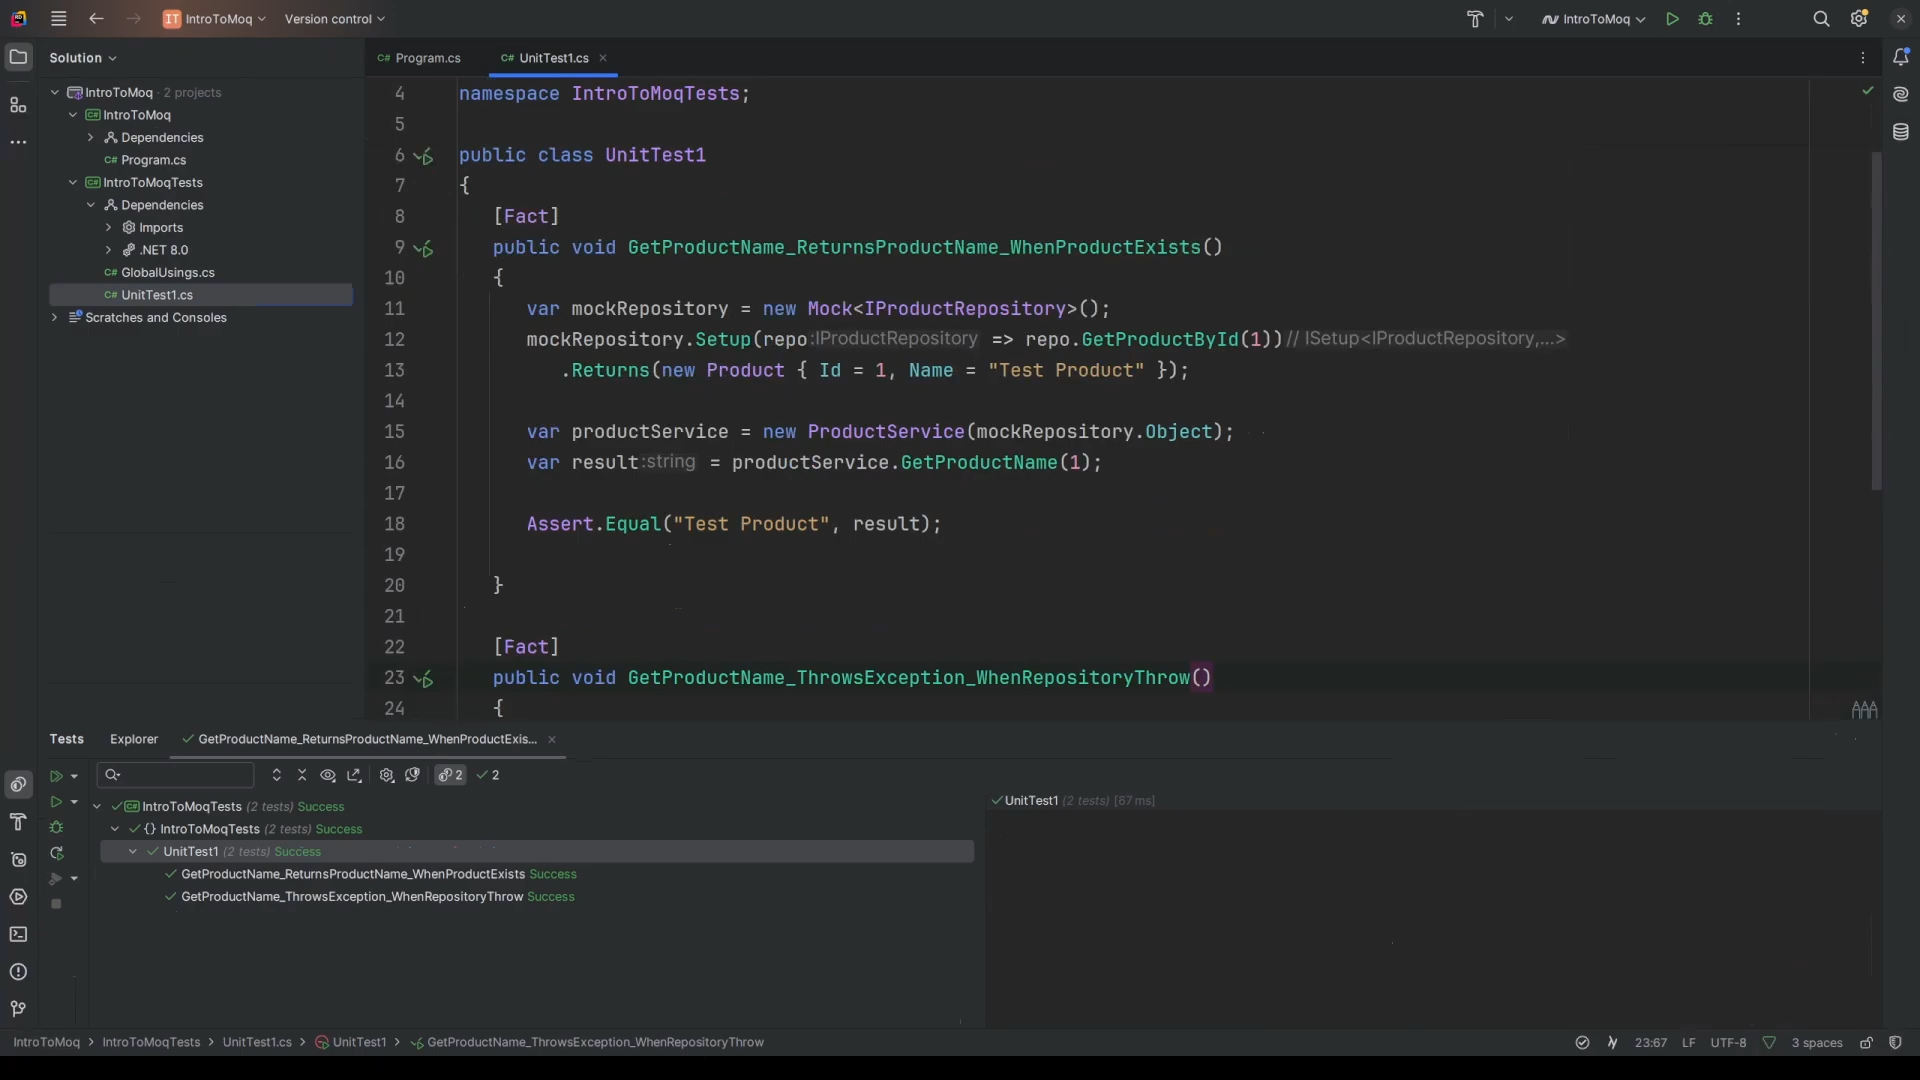 IT IntroToMoq Version control IntroToMoq
Solution
C# Program.cs C# UnitTest1.cs
IntroToMoq · 2 projects
C# IntroToMoq
Dependencies
C# Program.cs
C# IntroToMoqTests
Dependencies
Imports
.NET 8.0
C# GlobalUsings.cs
C# UnitTest1.cs
Scratches and Consoles
4 namespace IntroToMoqTests;
5
6 public class UnitTest1
7 {
8 [Fact]
9 public void GetProductName_ReturnsProductName_WhenProductExists()
10 {
11 var mockRepository = new Mock<IProductRepository>();
12 mockRepository.Setup(repo:IProductRepository => repo.GetProductById(1))// ISetup<IProductRepository,...>
13 .Returns(new Product { Id = 1, Name = "Test Product" });
14
15 var productService = new ProductService(mockRepository.Object);
16 var result:string = productService.GetProductName(1);
17
18 Assert.Equal("Test Product", result);
19
20 }
21
22 [Fact]
23 public void GetProductName_ThrowsException_WhenRepositoryThrow()
24 {
Tests Explorer GetProductName_ReturnsProductName_WhenProductExis...
2 2
C# IntroToMoqTests (2 tests) Success
{} IntroToMoqTests (2 tests) Success
UnitTest1 (2 tests) Success
GetProductName_ReturnsProductName_WhenProductExists Success
GetProductName_ThrowsException_WhenRepositoryThrow Success
UnitTest1 (2 tests) [67 ms]
IntroToMoq > IntroToMoqTests > UnitTest1.cs > UnitTest1 > GetProductName_ThrowsException_WhenRepositoryThrow
23:67 LF UTF-8 3 spaces